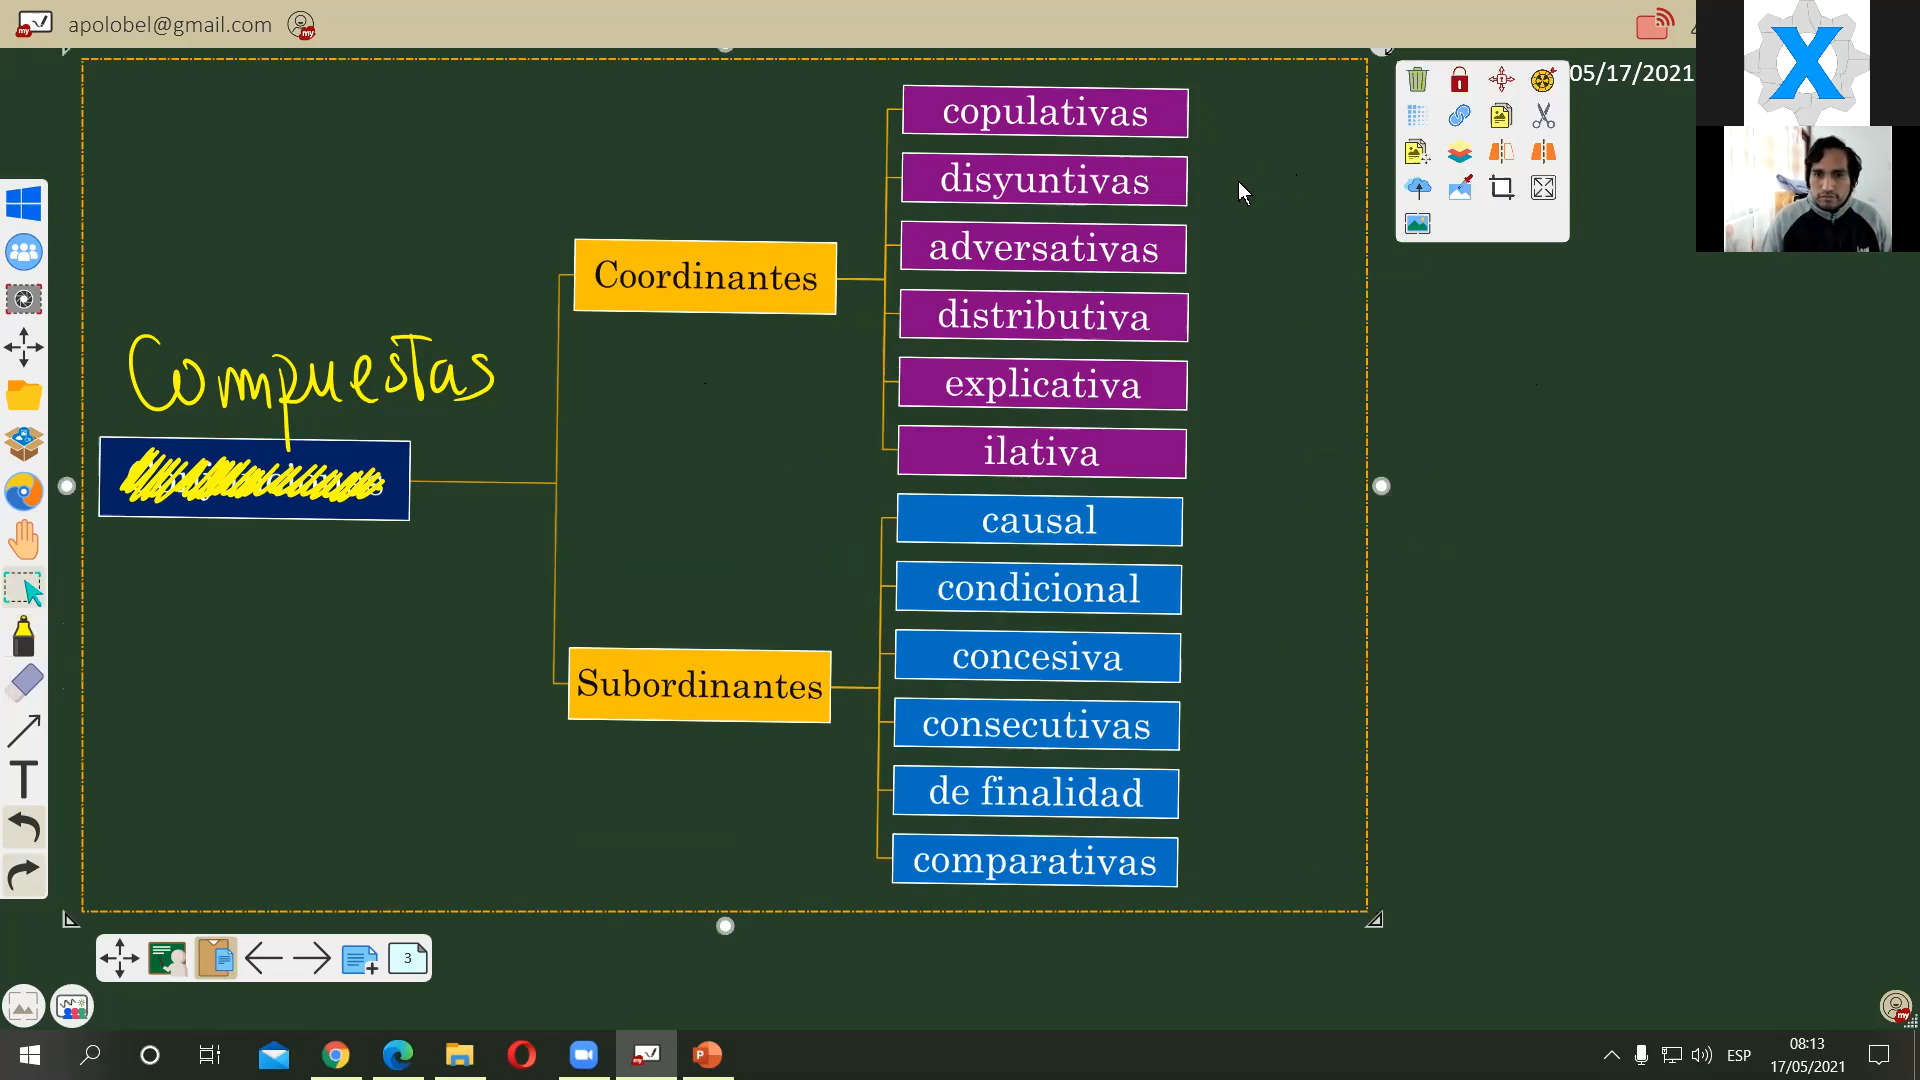 apolobel@gmail.com
05/17/2021
copulativas
disyuntivas
adversativas
distributiva
explicativa
ilativa
Coordinantes
Compuestas
causal
condicional
concesiva
consecutivas
de finalidad
comparativas
Subordinantes
3
08:13
ESP
17/05/2021